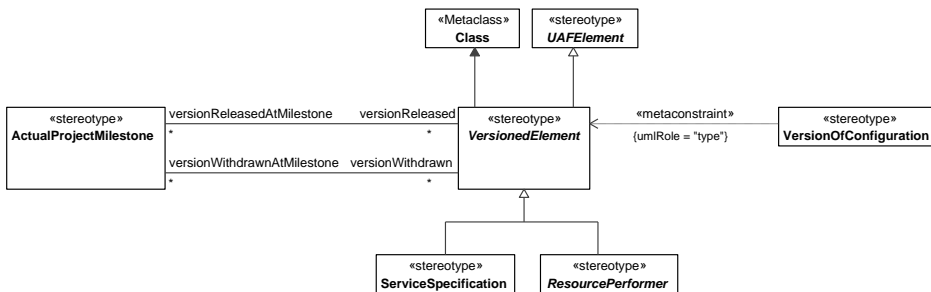 «Metaclass»
Class
«stereotype»
UAFElement
«stereotype»
ActualProjectMilestone
versionReleasedAtMilestone
versionReleased
*
*
versionWithdrawnAtMilestone
versionWithdrawn
*
*
«stereotype»
VersionedElement
«metaconstraint»
{umlRole = "type"}
«stereotype»
VersionOfConfiguration
«stereotype»
ServiceSpecification
«stereotype»
ResourcePerformer